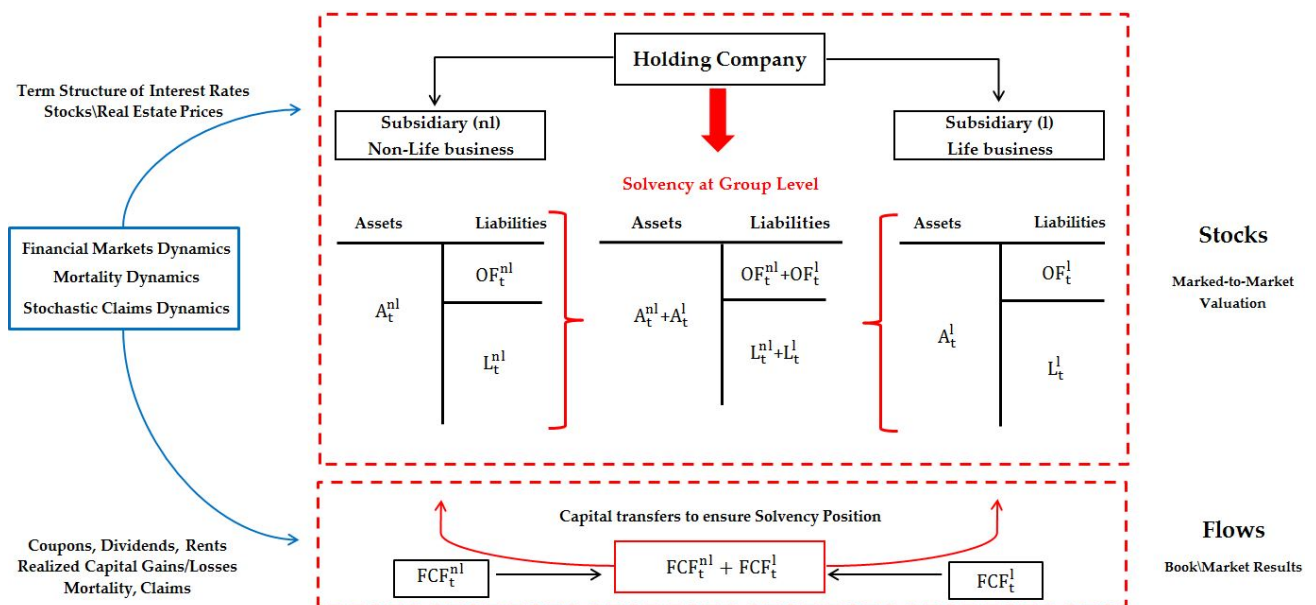 Holding Company
Term Structure of Interest Rates
Stocks\Real Estate Prices
Subsidiary (nl)
Non-Life business
Subsidiary (l)
Life business
Solvency at Group Level
Assets Liabilities
Assets Liabilities
Assets Liabilities
Financial Markets Dynamics
Mortality Dynamics
Stochastic Claims Dynamics
OF_t^nl
A_t^nl
L_t^nl
OF_t^nl+OF_t^l
A_t^nl+A_t^l
L_t^nl+L_t^l
OF_t^l
A_t^l
L_t^l
Stocks
Marked-to-Market
Valuation
Capital transfers to ensure Solvency Position
Coupons, Dividends, Rents
Realized Capital Gains/Losses
Mortality, Claims
FCF_t^nl
FCF_t^nl + FCF_t^l
FCF_t^l
Flows
Book\Market Results